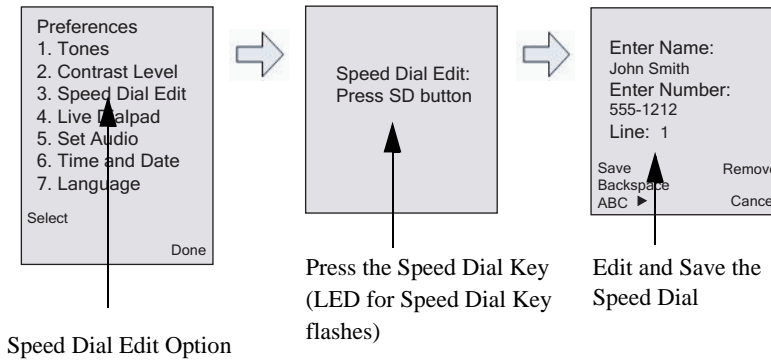 Preferences
1. Tones
2. Contrast Level
3. Speed Dial Edit
4. Live Dialpad
5. Set Audio
6. Time and Date
7. Language
Select
Done
Speed Dial Edit Option
Speed Dial Edit:
Press SD button
Press the Speed Dial Key
(LED for Speed Dial Key
flashes)
Enter Name:
John Smith
Enter Number:
555-1212
Line: 1
Save Remove
Backspace
ABC ▶ Cance
Edit and Save the
Speed Dial